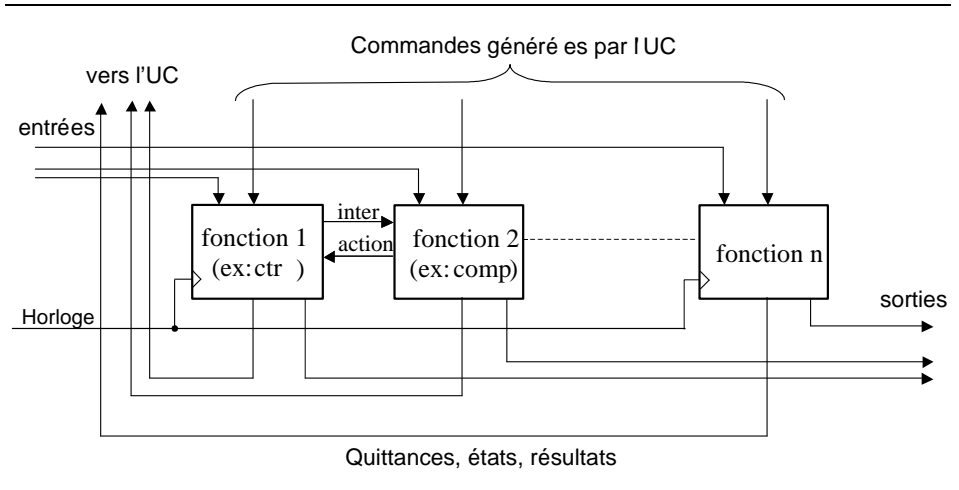 Commandes généré es par l'UC
vers l'UC
entrées
inter
action
fonction 1
(ex:ctr )
fonction 2
(ex:comp)
fonction n
sorties
Horloge
Quittances, états, résultats